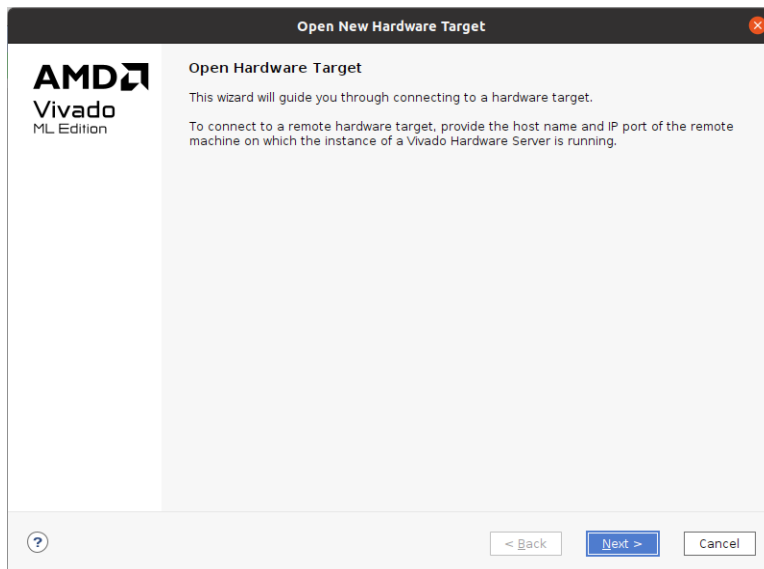 Open New Hardware Target
AMD
Vivado
ML Edition
Open Hardware Target
This wizard will guide you through connecting to a hardware target.
To connect to a remote hardware target, provide the host name and IP port of the remote
machine on which the instance of a Vivado Hardware Server is running.
?
< Back
Next >
Cancel